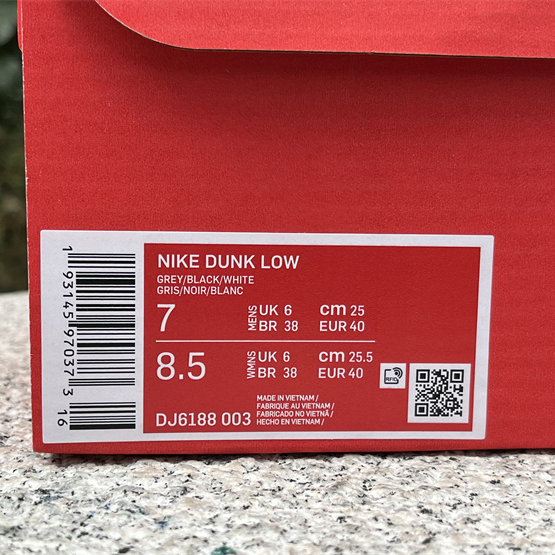 NIKE DUNK LOW
GREY/BLACK/WHITE
GRIS/NOIR/BLANC
7 MENS UK 6 cm 25
BR 38 EUR 40
8.5 WMNS UK 6 cm 25.5
BR 38 EUR 40
RFID
MADE IN VIETNAM /
FABRIQUE AU VIETNAM /
FABRICADO NO VIETNÃ /
HECHO EN VIETNAM /
DJ6188 003
1 93145 97037 3 16